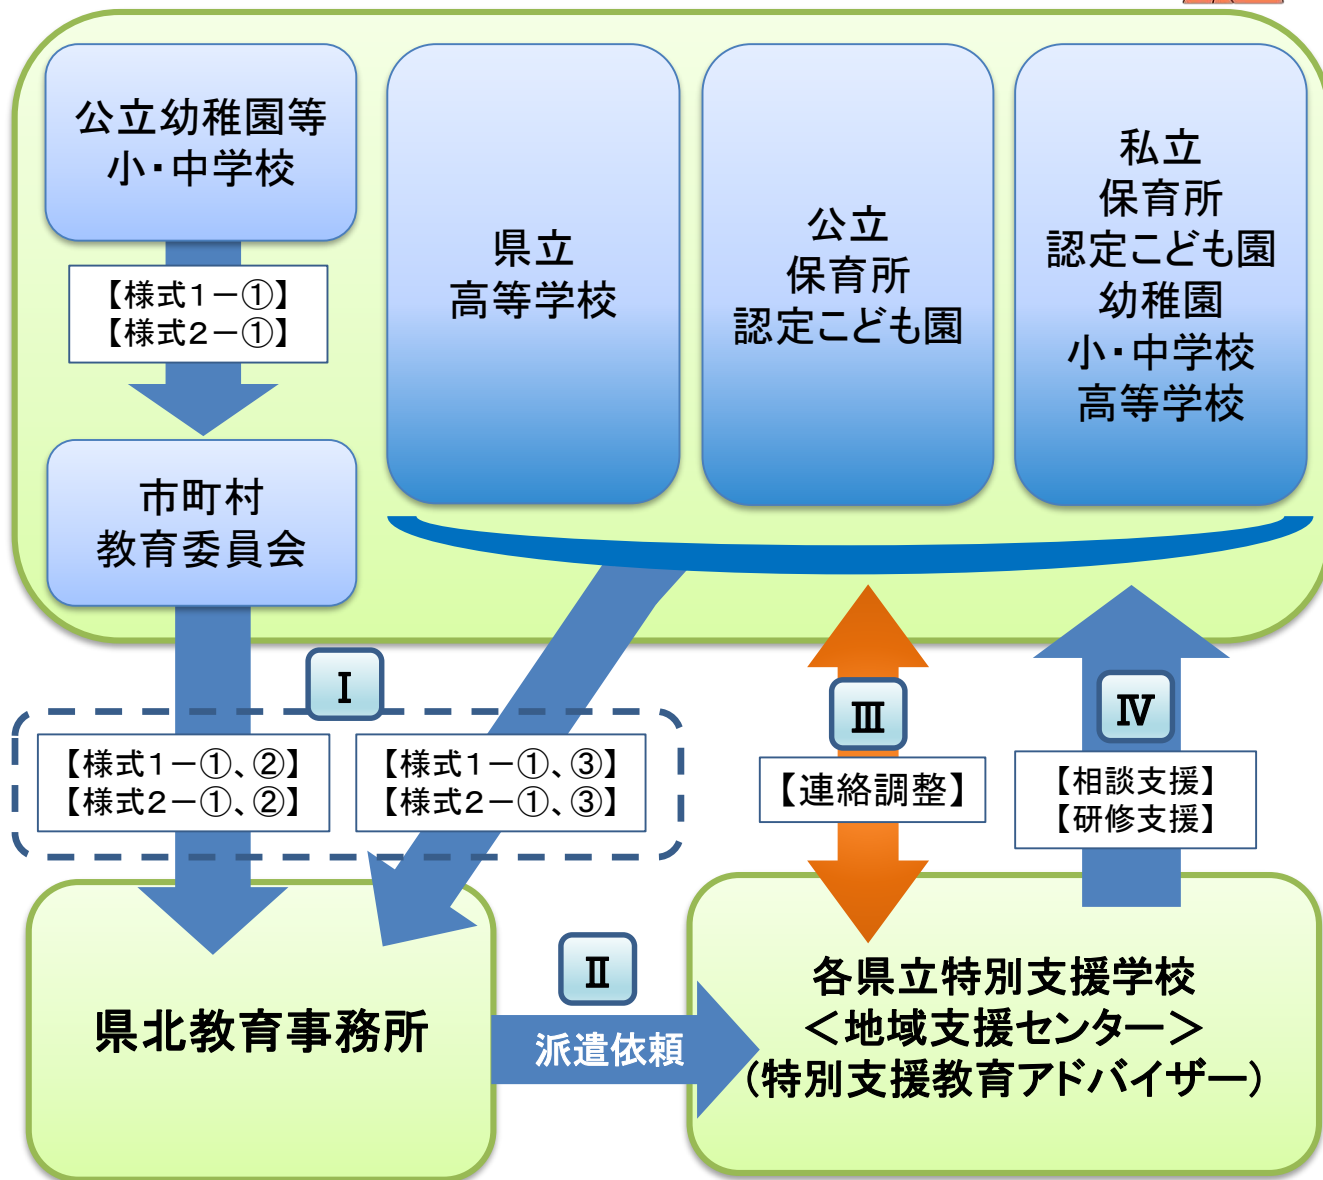 公立幼稚園等
小・中学校
【様式1－①】
【様式2－①】
市町村
教育委員会
県立
高等学校
公立
保育所
認定こども園
私立
保育所
認定こども園
幼稚園
小・中学校
高等学校
Ⅰ
【様式1－①、②】
【様式2－①、②】
【様式1－①、③】
【様式2－①、③】
Ⅲ
【連絡調整】
Ⅳ
【相談支援】
【研修支援】
県北教育事務所
Ⅱ
派遣依頼
各県立特別支援学校
＜地域支援センター＞
（特別支援教育アドバイザー）